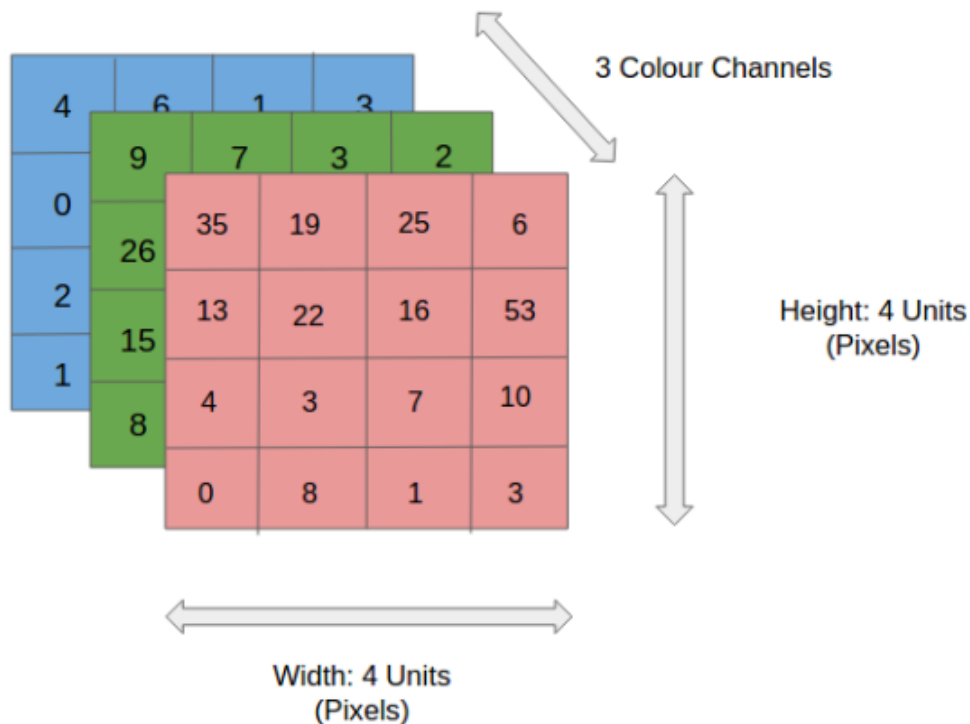 3 Colour Channels
4 6 1 3
0
2
1
9 7 3 2
26
15
8
35 19 25 6
13 22 16 53
4 3 7 10
0 8 1 3
Height: 4 Units
(Pixels)
Width: 4 Units
(Pixels)